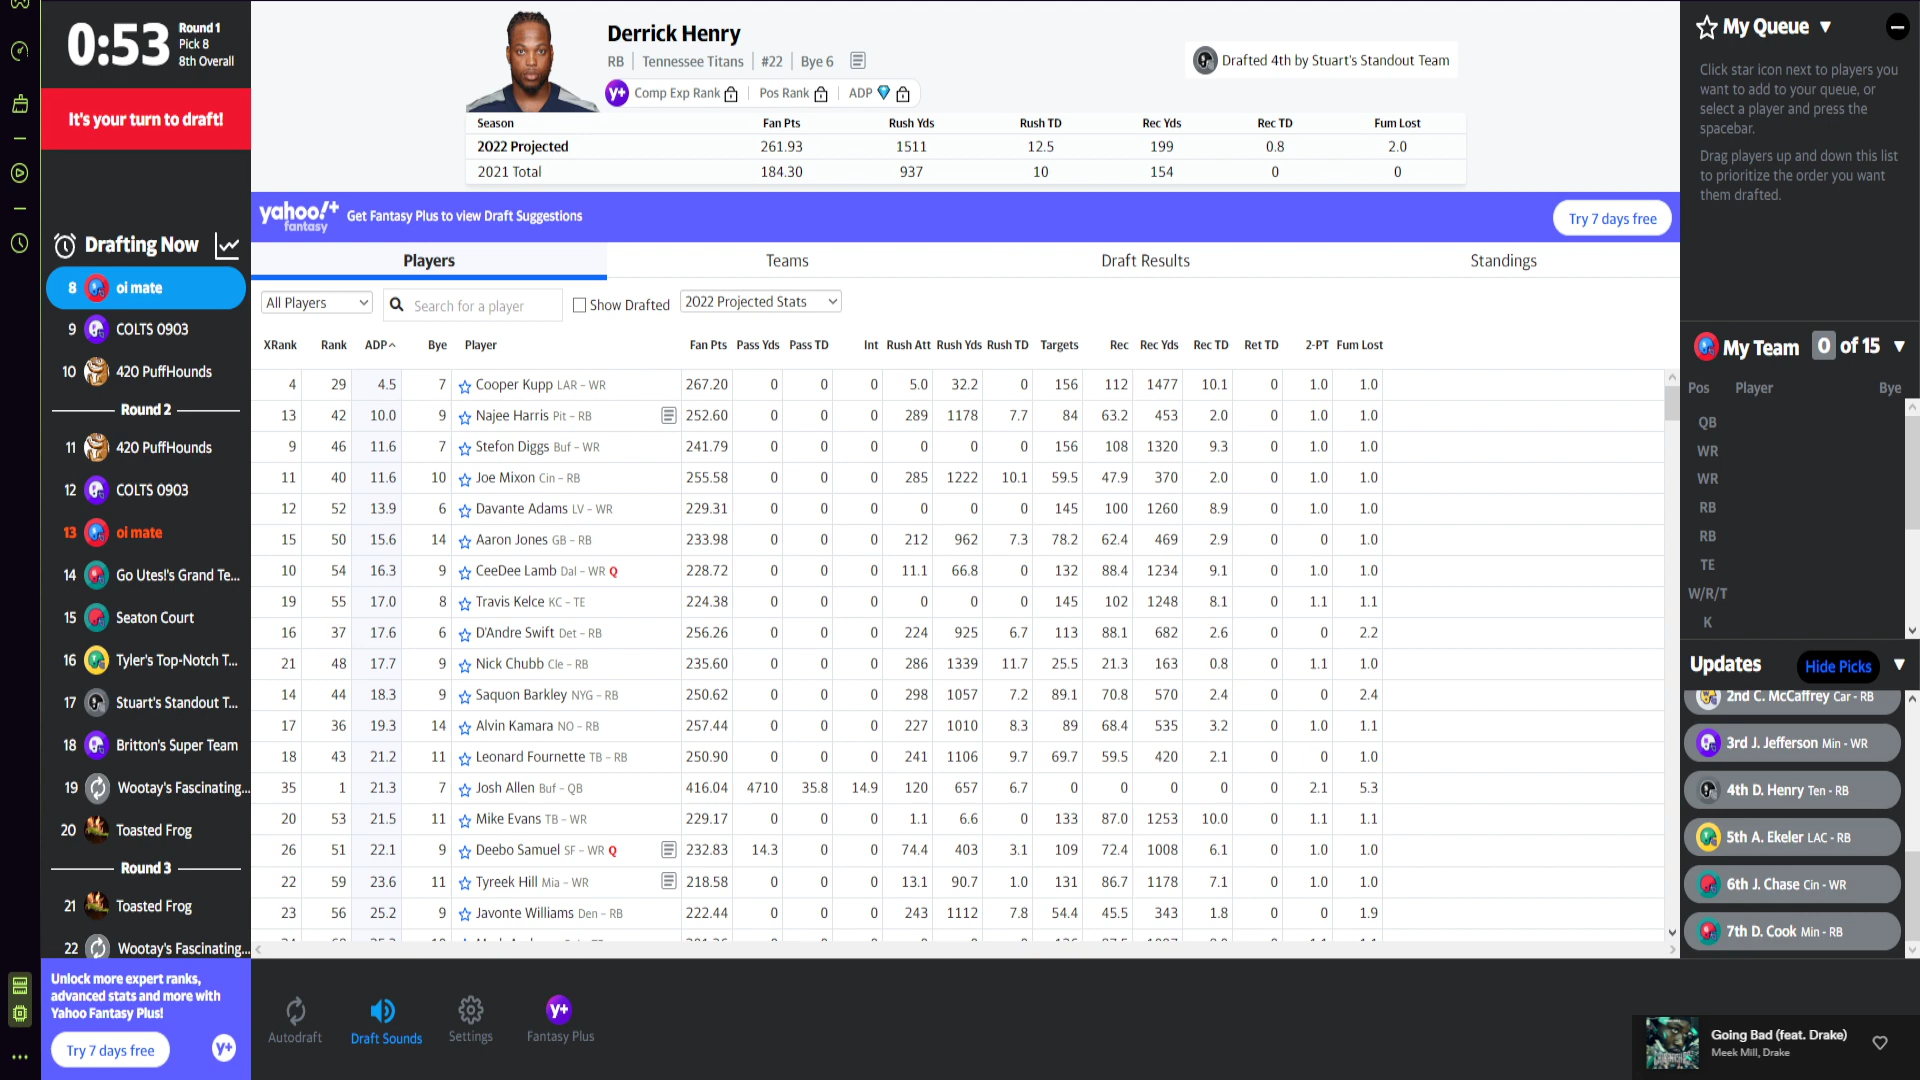 0:53
Round 1
Pick 8
8th Overall
It's your turn to draft!
Drafting Now
8 oi mate
9 COLTS 0903
10 420 PuffHounds
Round 2
11 420 PuffHounds
12 COLTS 0903
13 oi mate
14 Go Utes!'s Grand Te...
15 Seaton Court
16 Tyler's Top-Notch T...
17 Stuart's Standout T...
18 Britton's Super Team
19 Wootay's Fascinating...
20 Toasted Frog
Round 3
21 Toasted Frog
22 Wootay's Fascinating...
Unlock more expert ranks,
advanced stats and more with
Yahoo Fantasy Plus!
Try 7 days free
y+
Derrick Henry
RB Tennessee Titans #22 Bye 6
y+ Comp Exp Rank Pos Rank ADP
Drafted 4th by Stuart's Standout Team
Season Fan Pts Rush Yds Rush TD Rec Yds Rec TD Fum Lost
2022 Projected 261.93 1511 12.5 199 0.8 2.0
2021 Total 184.30 937 10 154 0 0
yahoo!+
fantasy
Get Fantasy Plus to view Draft Suggestions
Try 7 days free
Players Teams Draft Results Standings
All Players Search for a player Show Drafted 2022 Projected Stats
XRank Rank ADP Bye Player Fan Pts Pass Yds Pass TD Int Rush Att Rush Yds Rush TD Targets Rec Rec Yds Rec TD Ret TD 2-PT Fum Lost
4 29 4.5 7 Cooper Kupp LAR - WR 267.20 0 0 0 5.0 32.2 0 156 112 1477 10.1 0 1.0 1.0
13 42 10.0 9 Najee Harris Pit - RB 252.60 0 0 0 289 1178 7.7 84 63.2 453 2.0 0 1.0 1.0
9 46 11.6 7 Stefon Diggs Buf - WR 241.79 0 0 0 0 0 0 156 108 1320 9.3 0 1.0 1.0
11 40 11.6 10 Joe Mixon Cin - RB 255.58 0 0 0 285 1222 10.1 59.5 47.9 370 2.0 0 1.0 1.0
12 52 13.9 6 Davante Adams LV - WR 229.31 0 0 0 0 0 0 145 100 1260 8.9 0 1.0 1.0
15 50 15.6 14 Aaron Jones GB - RB 233.98 0 0 0 212 962 7.3 78.2 62.4 469 2.9 0 0 1.0
10 54 16.3 9 CeeDee Lamb Dal - WR Q 228.72 0 0 0 11.1 66.8 0 132 88.4 1234 9.1 0 1.0 1.0
19 55 17.0 8 Travis Kelce KC - TE 224.38 0 0 0 0 0 0 145 102 1248 8.1 0 1.1 1.1
16 37 17.6 6 D'Andre Swift Det - RB 256.26 0 0 0 224 925 6.7 113 88.1 682 2.6 0 0 2.2
21 48 17.7 9 Nick Chubb Cle - RB 235.60 0 0 0 286 1339 11.7 25.5 21.3 163 0.8 0 1.1 1.0
14 44 18.3 9 Saquon Barkley NYG - RB 250.62 0 0 0 298 1057 7.2 89.1 70.8 570 2.4 0 0 2.4
17 36 19.3 14 Alvin Kamara NO - RB 257.44 0 0 0 227 1010 8.3 89 68.4 535 3.2 0 1.0 1.1
18 43 21.2 11 Leonard Fournette TB - RB 250.90 0 0 0 241 1106 9.7 69.7 59.5 420 2.1 0 0 1.0
35 1 21.3 7 Josh Allen Buf - QB 416.04 4710 35.8 14.9 120 657 6.7 0 0 0 0 0 2.1 5.3
20 53 21.5 11 Mike Evans TB - WR 229.17 0 0 0 1.1 6.6 0 133 87.0 1253 10.0 0 1.1 1.1
26 51 22.1 9 Deebo Samuel SF - WR Q 232.83 14.3 0 0 74.4 403 3.1 109 72.4 1008 6.1 0 1.0 1.0
22 59 23.6 11 Tyreek Hill Mia - WR 218.58 0 0 0 13.1 90.7 1.0 131 86.7 1178 7.1 0 1.0 1.0
23 56 25.2 9 Javonte Williams Den - RB 222.44 0 0 0 243 1112 7.8 54.4 45.5 343 1.8 0 0 1.9
Autodraft Draft Sounds Settings Fantasy Plus
y+
My Queue
Click star icon next to players you
want to add to your queue, or
select a player and press the
spacebar.
Drag players up and down this list
to prioritize the order you want
them drafted.
My Team 0 of 15
Pos Player Bye
QB
WR
WR
RB
RB
TE
W/R/T
K
Updates Hide Picks
2nd C. McCaffrey Car - RB
3rd J. Jefferson Min - WR
4th D. Henry Ten - RB
5th A. Ekeler LAC - RB
6th J. Chase Cin - WR
7th D. Cook Min - RB
Going Bad (feat. Drake)
Meek Mill, Drake